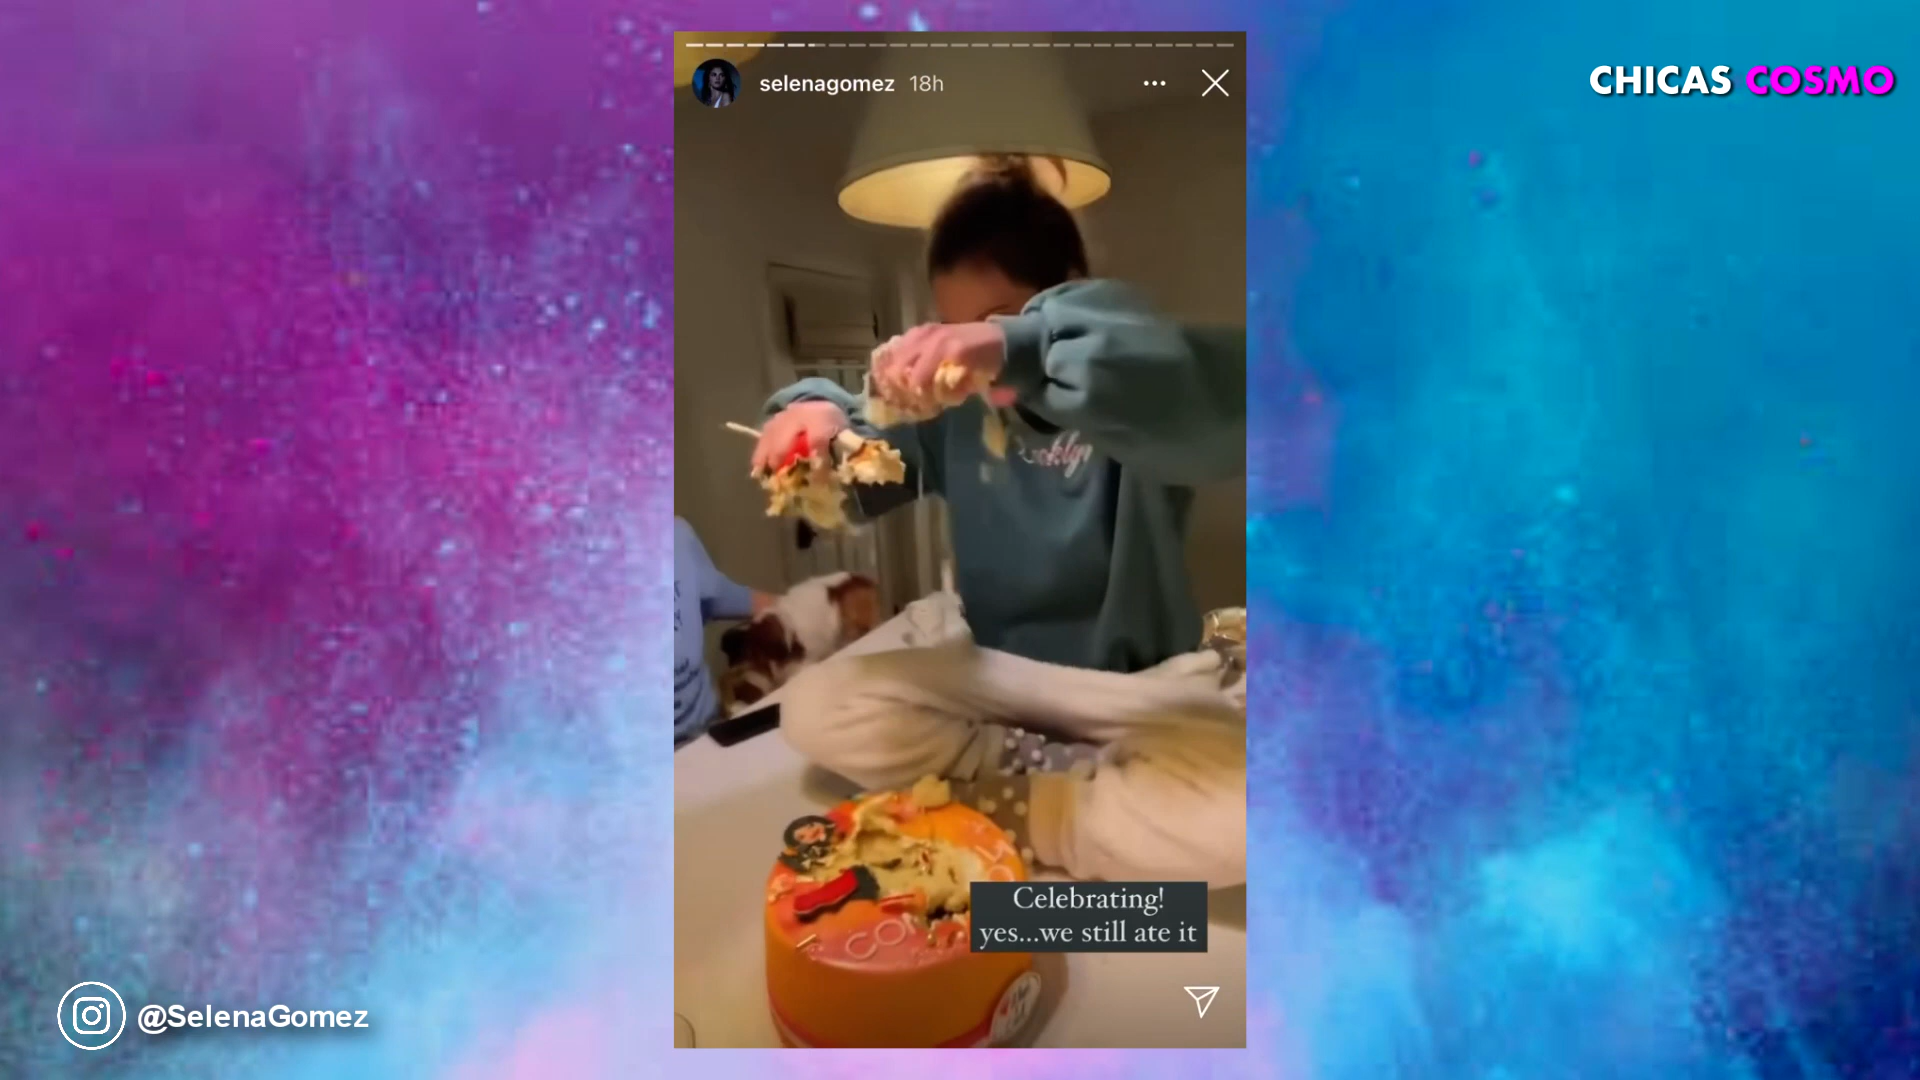 selenagomez 18h
CHICAS COSMO
Celebrating!
yes...we still ate it
@SelenaGomez